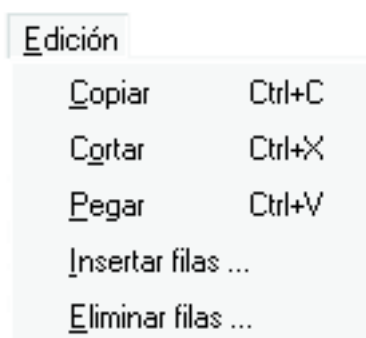 Edición
Copiar Ctrl+C
Cortar Ctrl+X
Pegar Ctrl+V
Insertar filas ...
Eliminar filas ...